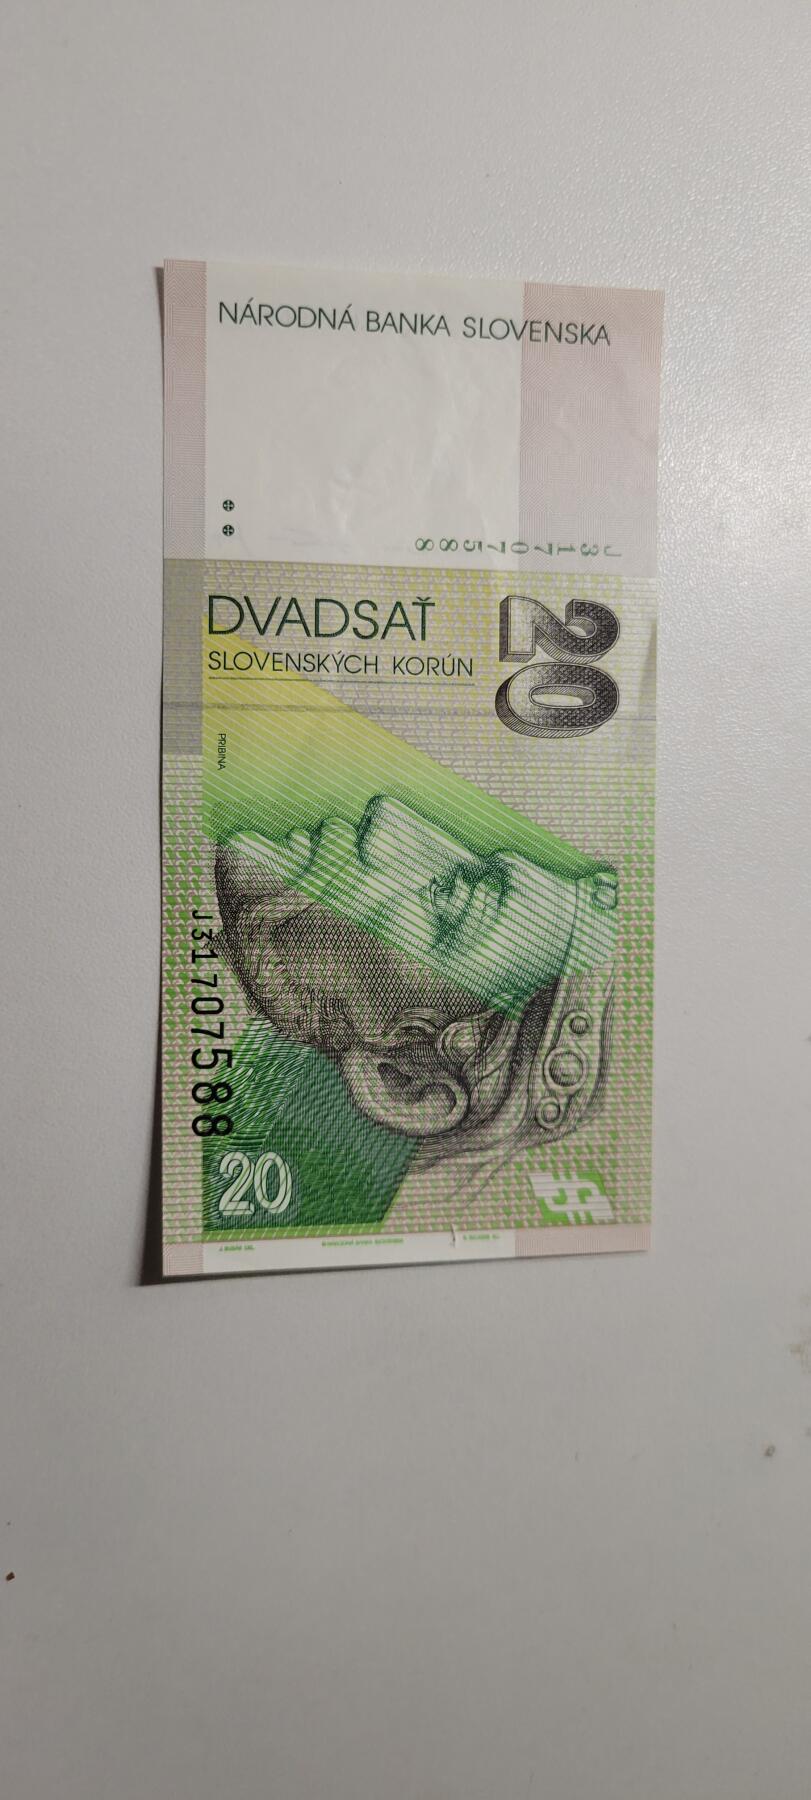 NÁRODNÁ BANKA SLOVENSKA
J31707588
DVADSAŤ
SLOVENSKÝCH KORÚN
20
PRIBINA
J31707588
20